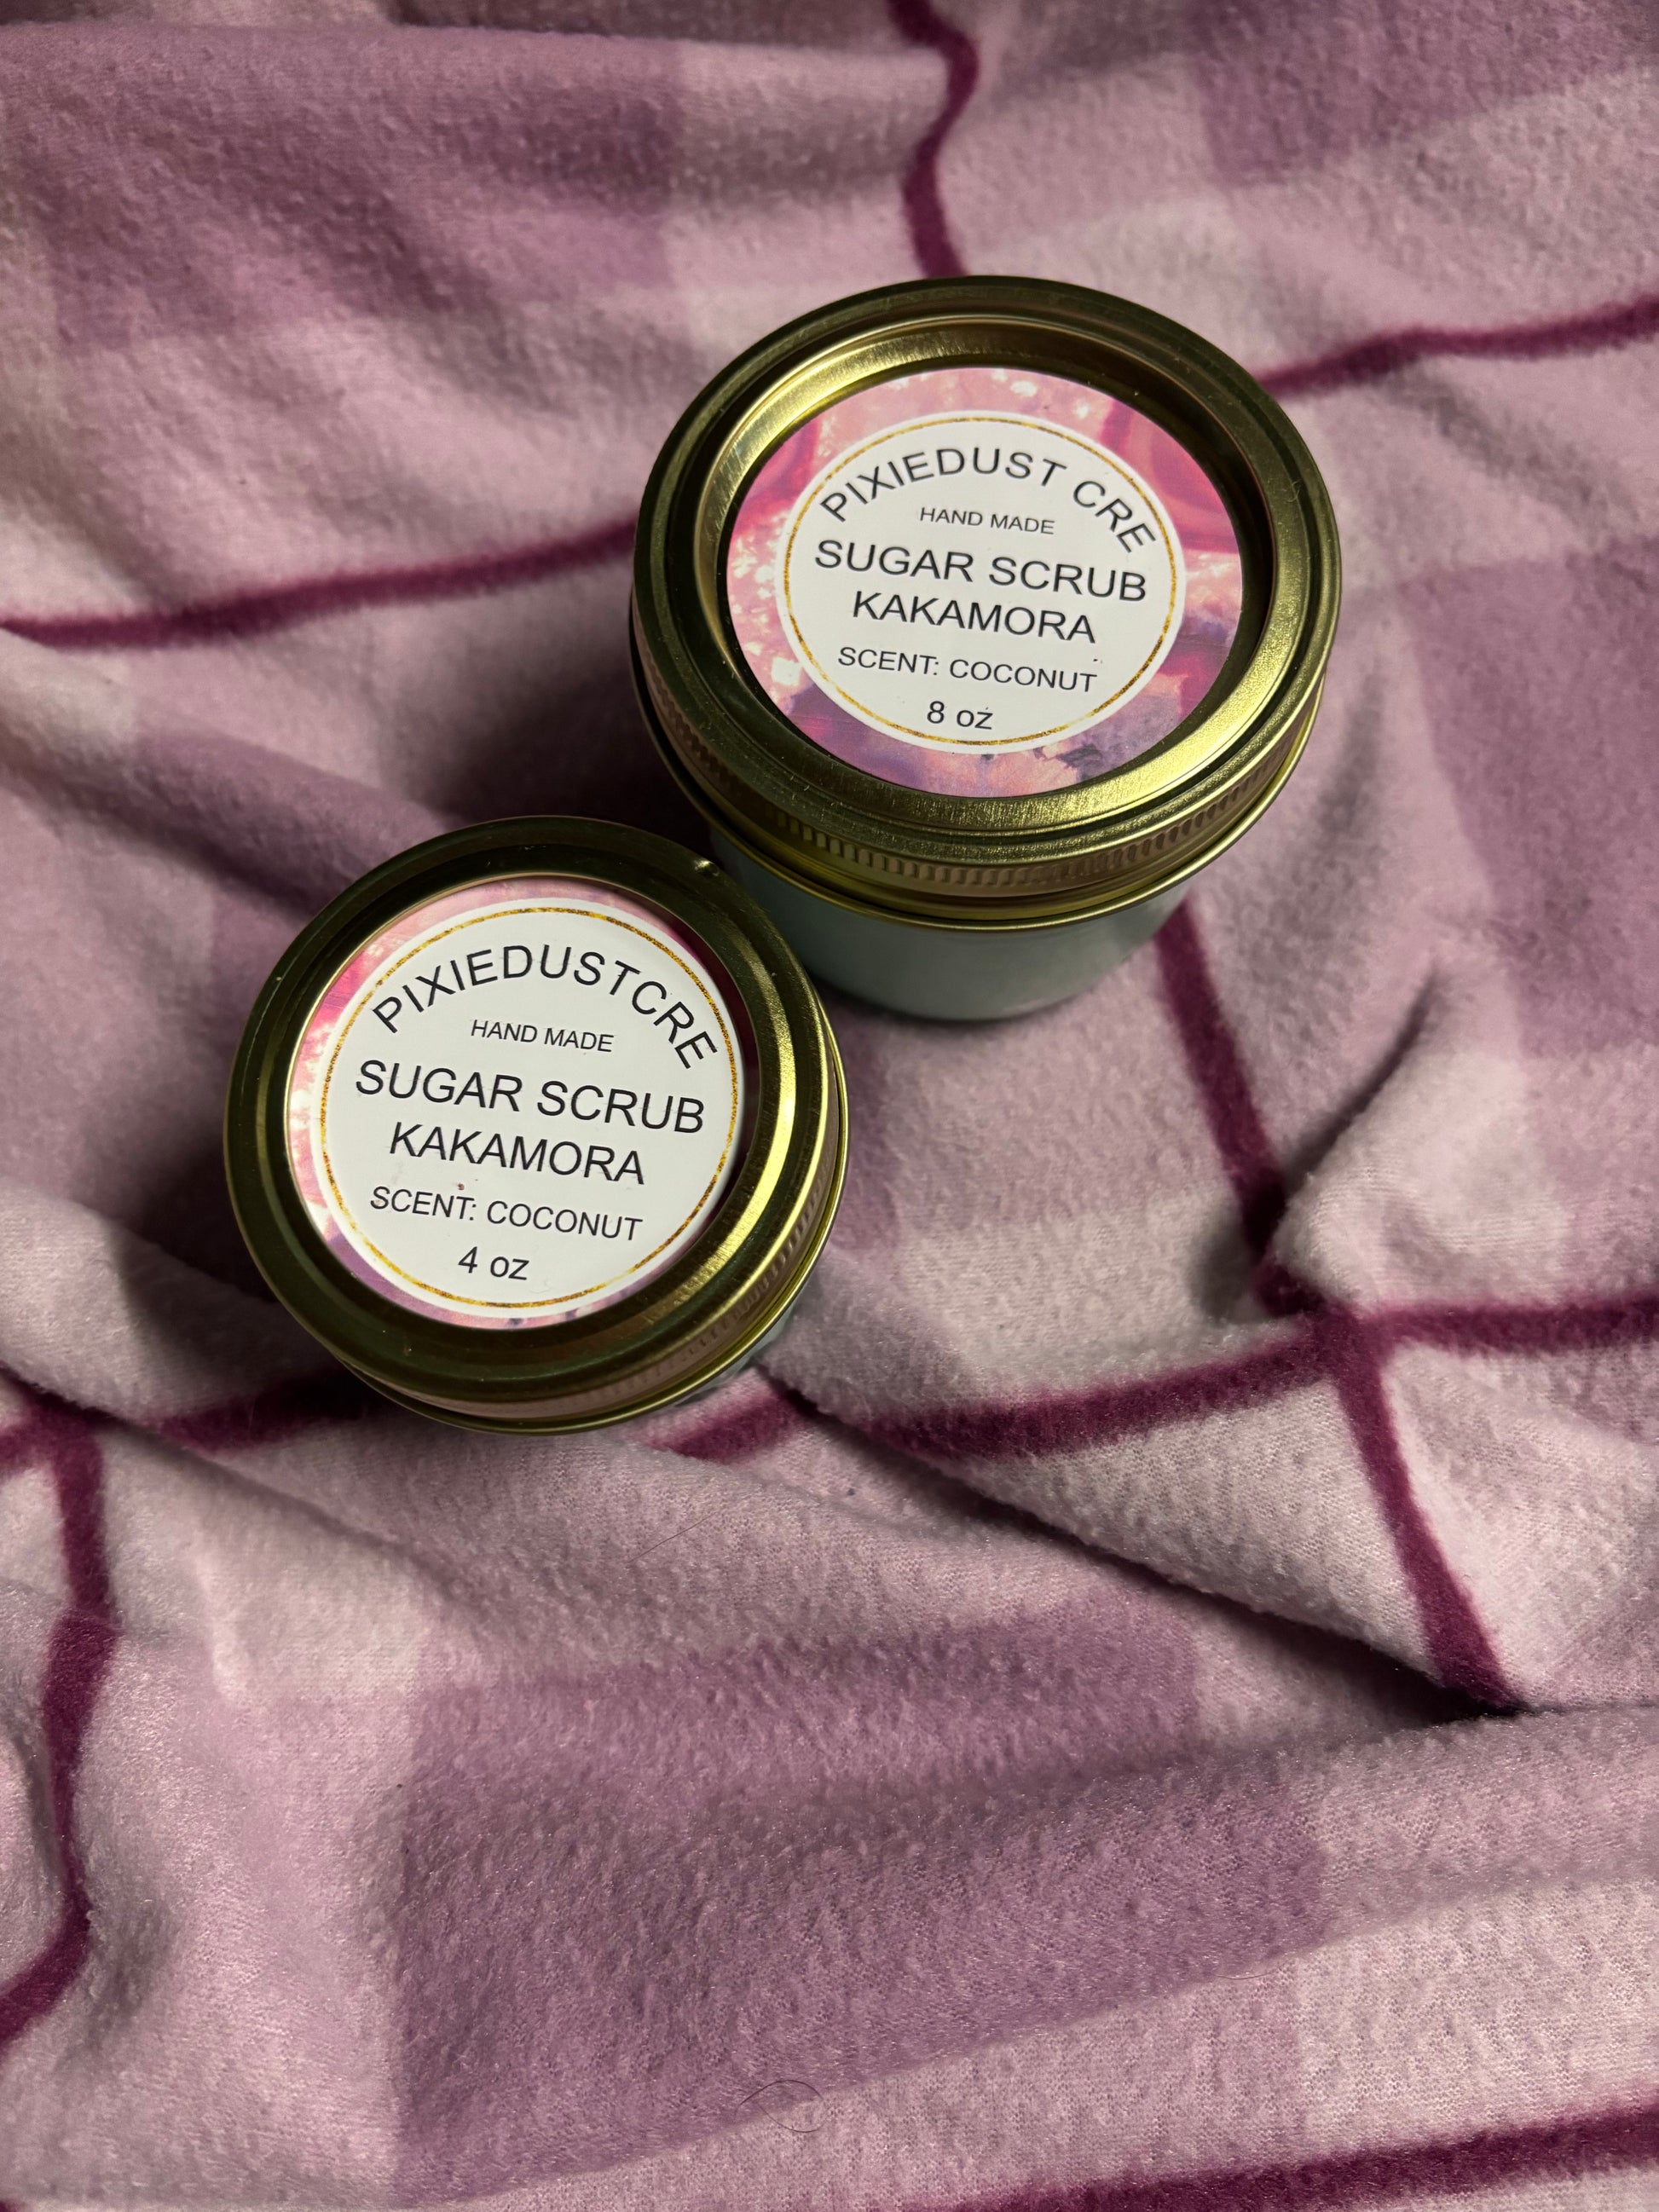 PIXIEDUST CRE
HAND MADE
SUGAR SCRUB
KAKAMORA
SCENT: COCONUT
8 oz
PIXIEDUSTCRE
HAND MADE
SUGAR SCRUB
KAKAMORA
SCENT: COCONUT
4 oz